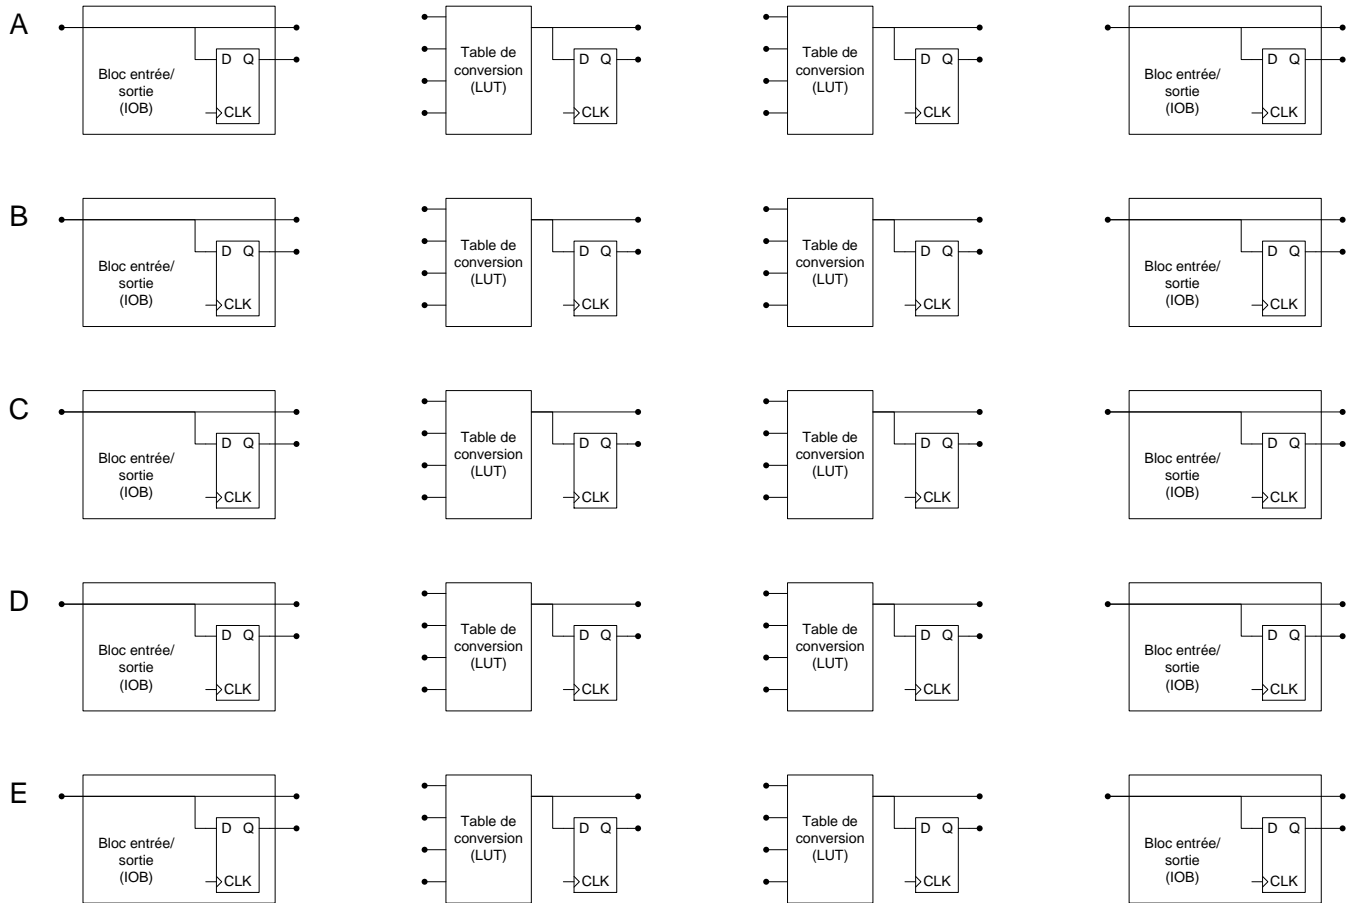 A
Bloc entrée/
sortie
(IOB)
D Q
CLK
Table de
conversion
(LUT)
D Q
CLK
Table de
conversion
(LUT)
D Q
CLK
Bloc entrée/
sortie
(IOB)
D Q
CLK
B
Bloc entrée/
sortie
(IOB)
D Q
CLK
Table de
conversion
(LUT)
D Q
CLK
Table de
conversion
(LUT)
D Q
CLK
Bloc entrée/
sortie
(IOB)
D Q
CLK
C
Bloc entrée/
sortie
(IOB)
D Q
CLK
Table de
conversion
(LUT)
D Q
CLK
Table de
conversion
(LUT)
D Q
CLK
Bloc entrée/
sortie
(IOB)
D Q
CLK
D
Bloc entrée/
sortie
(IOB)
D Q
CLK
Table de
conversion
(LUT)
D Q
CLK
Table de
conversion
(LUT)
D Q
CLK
Bloc entrée/
sortie
(IOB)
D Q
CLK
E
Bloc entrée/
sortie
(IOB)
D Q
CLK
Table de
conversion
(LUT)
D Q
CLK
Table de
conversion
(LUT)
D Q
CLK
Bloc entrée/
sortie
(IOB)
D Q
CLK